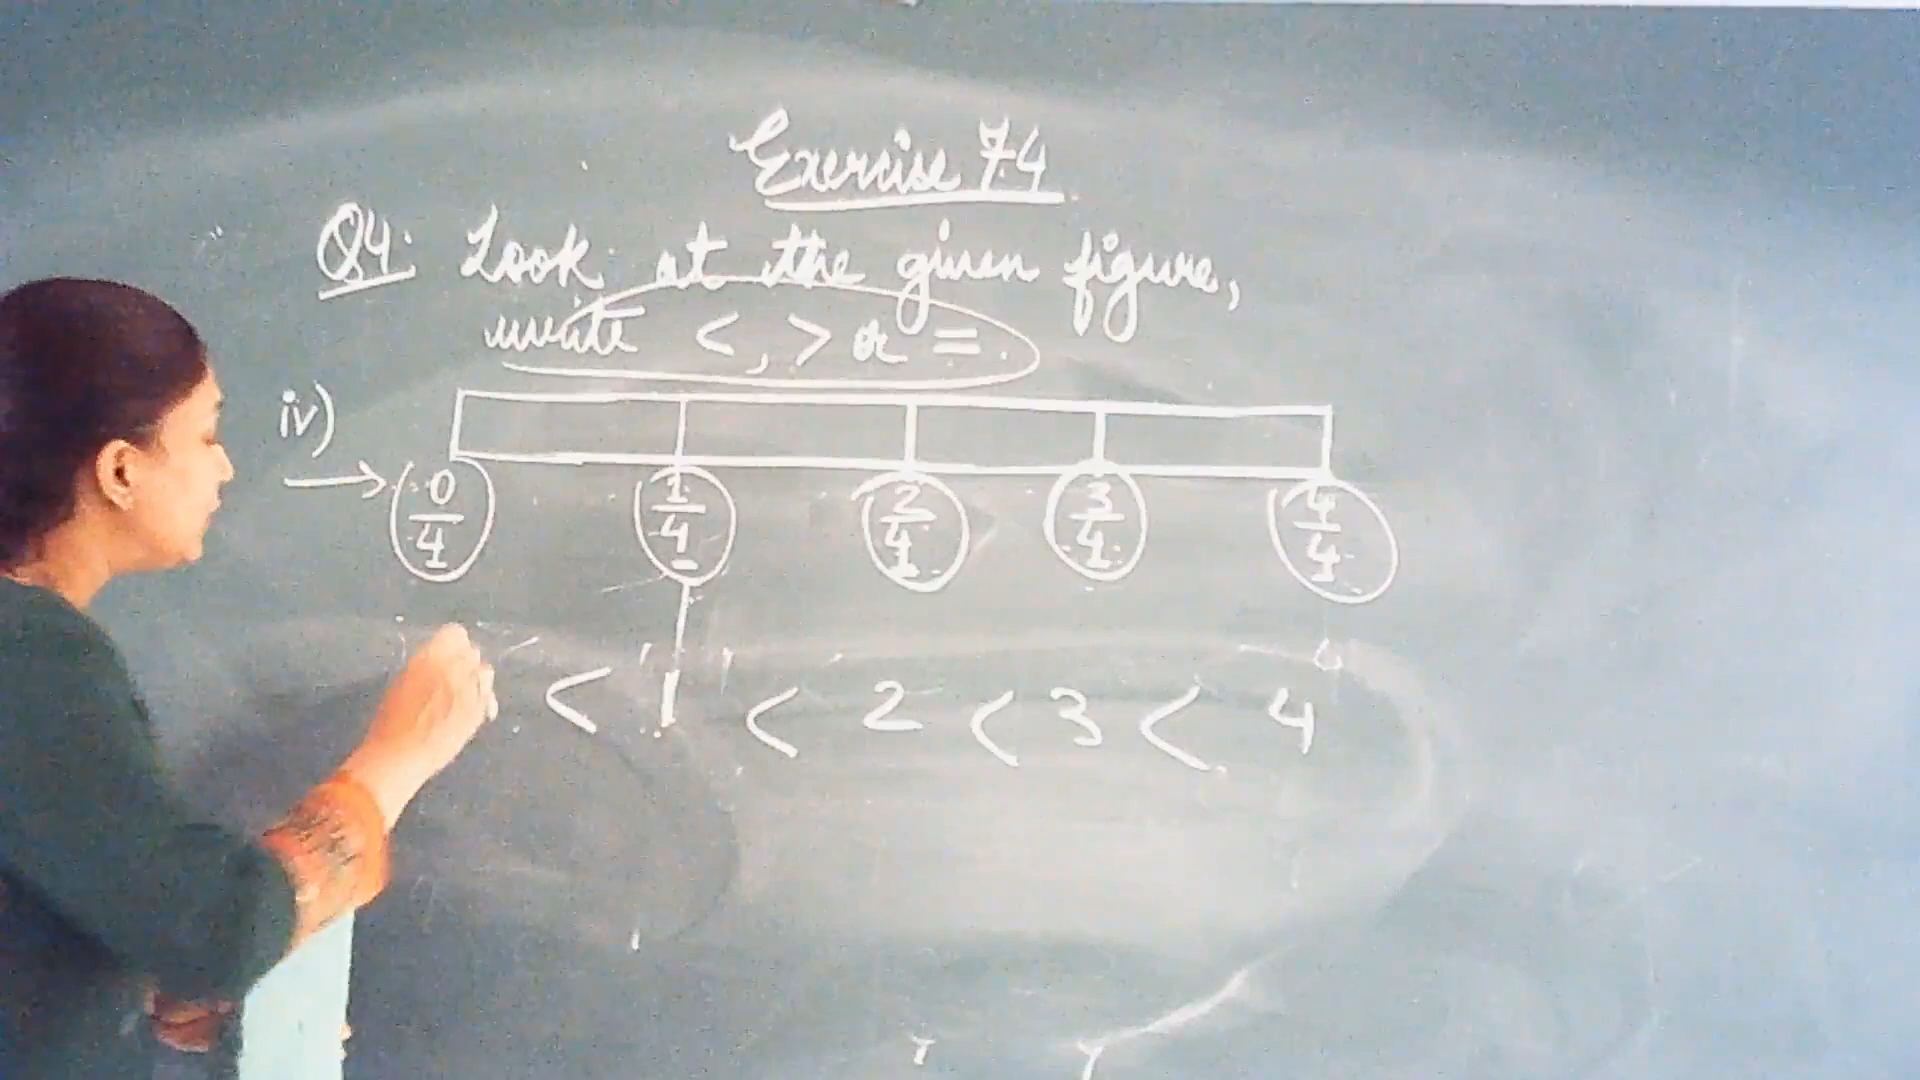 Exercise 7.4
Q4: Look at the given figure,
write <, > or =.
iv)
→ 0/4 1/4 2/4 3/4 4/4
< 1 < 2 < 3 < 4